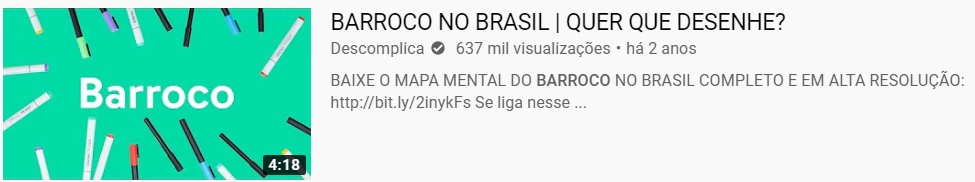 Barroco
4:18
BARROCO NO BRASIL | QUER QUE DESENHE?
Descomplica 637 mil visualizações • há 2 anos
BAIXE O MAPA MENTAL DO BARROCO NO BRASIL COMPLETO E EM ALTA RESOLUÇÃO:
http://bit.ly/2inykFs Se liga nesse ...